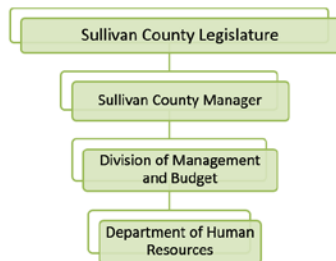 Sullivan County Legislature
Sullivan County Manager
Division of Management
and Budget
Department of Human
Resources